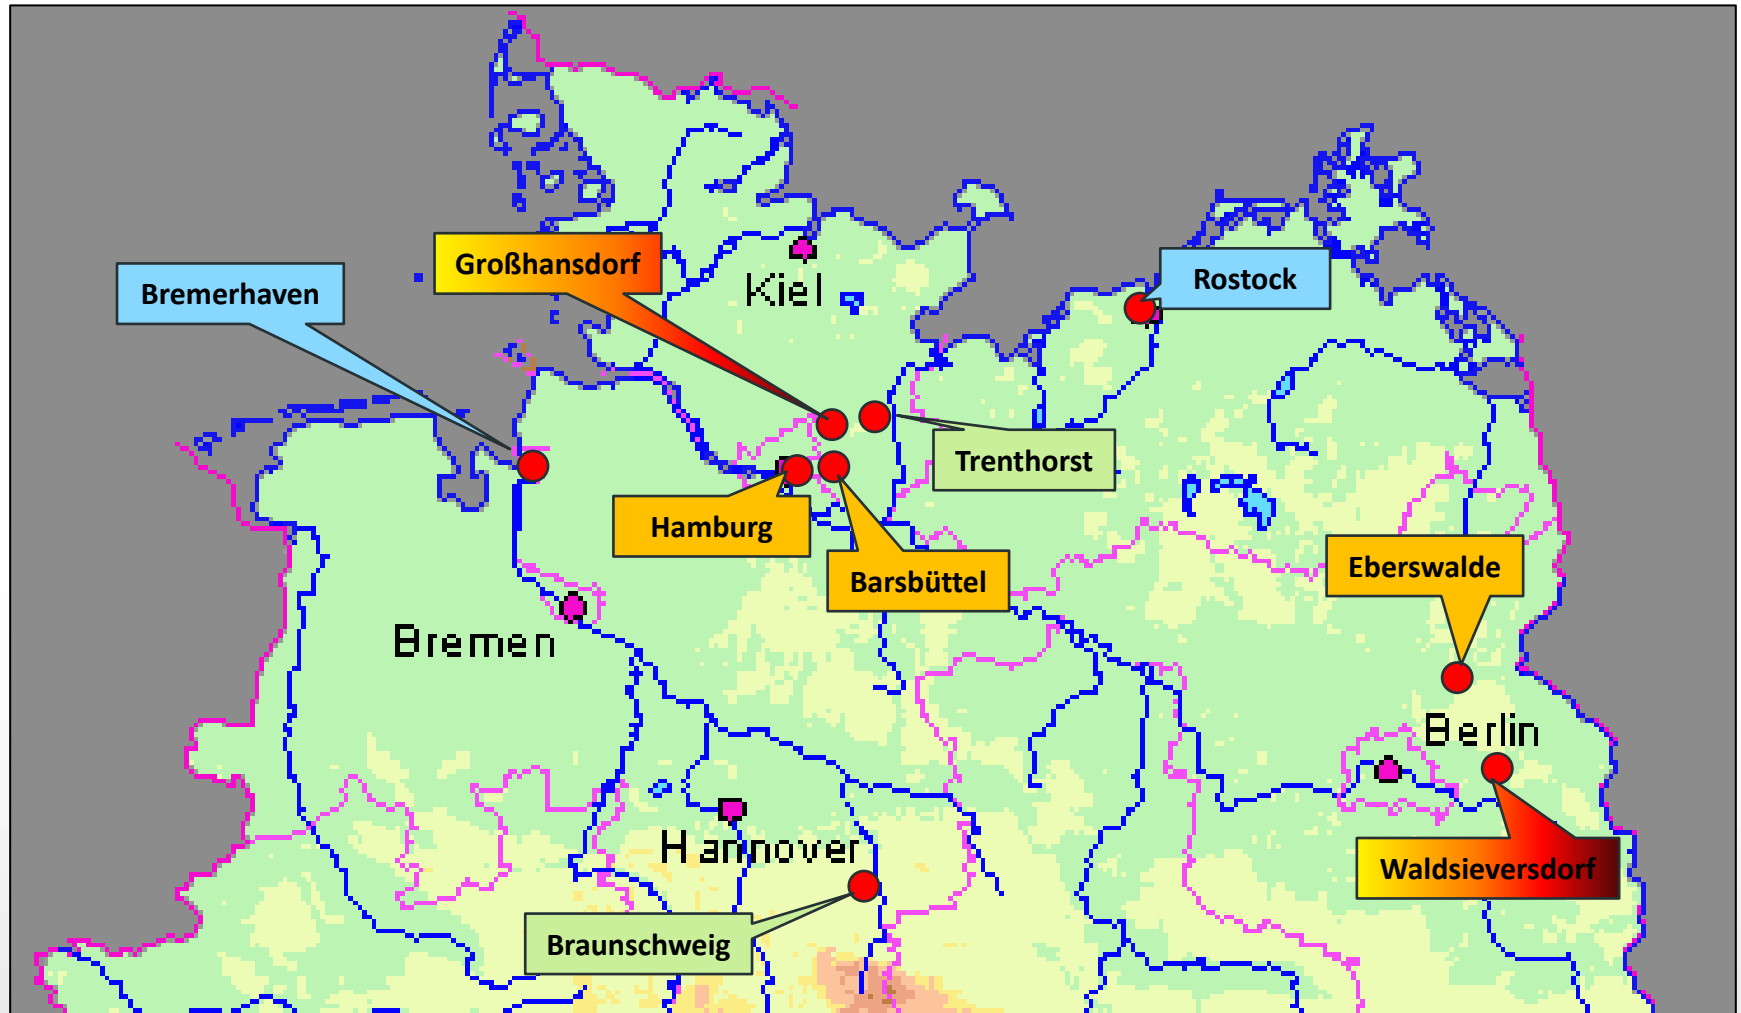 Großhansdorf
Kiel
Rostock
Bremerhaven
Trenthorst
Hamburg
Barsbüttel
Eberswalde
Bremen
Berlin
Hannover
Waldsieversdorf
Braunschweig